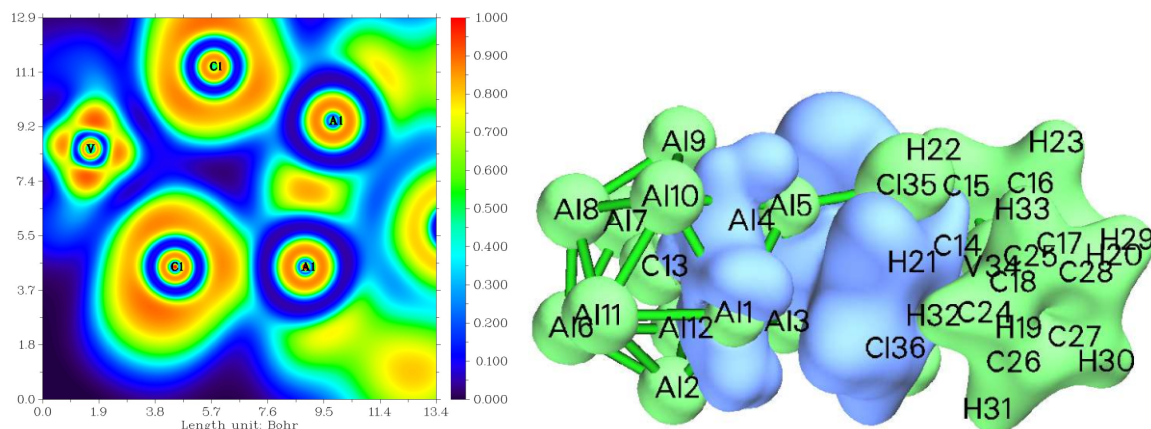 12.9
11.1
9.2
7.4
5.5
3.7
1.8
0.0
0.0 1.9 3.8 5.7 7.6 9.5 11.4 13.4
Length unit: Bohr
V
Cl
Al
Cl
Al
1.000
0.900
0.800
0.700
0.600
0.500
0.400
0.300
0.200
0.100
0.000
Al9
H22
H23
Al8
Al10
Al7
Al4
Al5
Cl35
C15
C16
H33
C13
H21
C14
V34
C25
C17
H29
H20
C18
C28
Al6
Al11
Al12
Al1
Al3
H32
C24
H19
C27
Cl36
C26
H30
Al2
H31